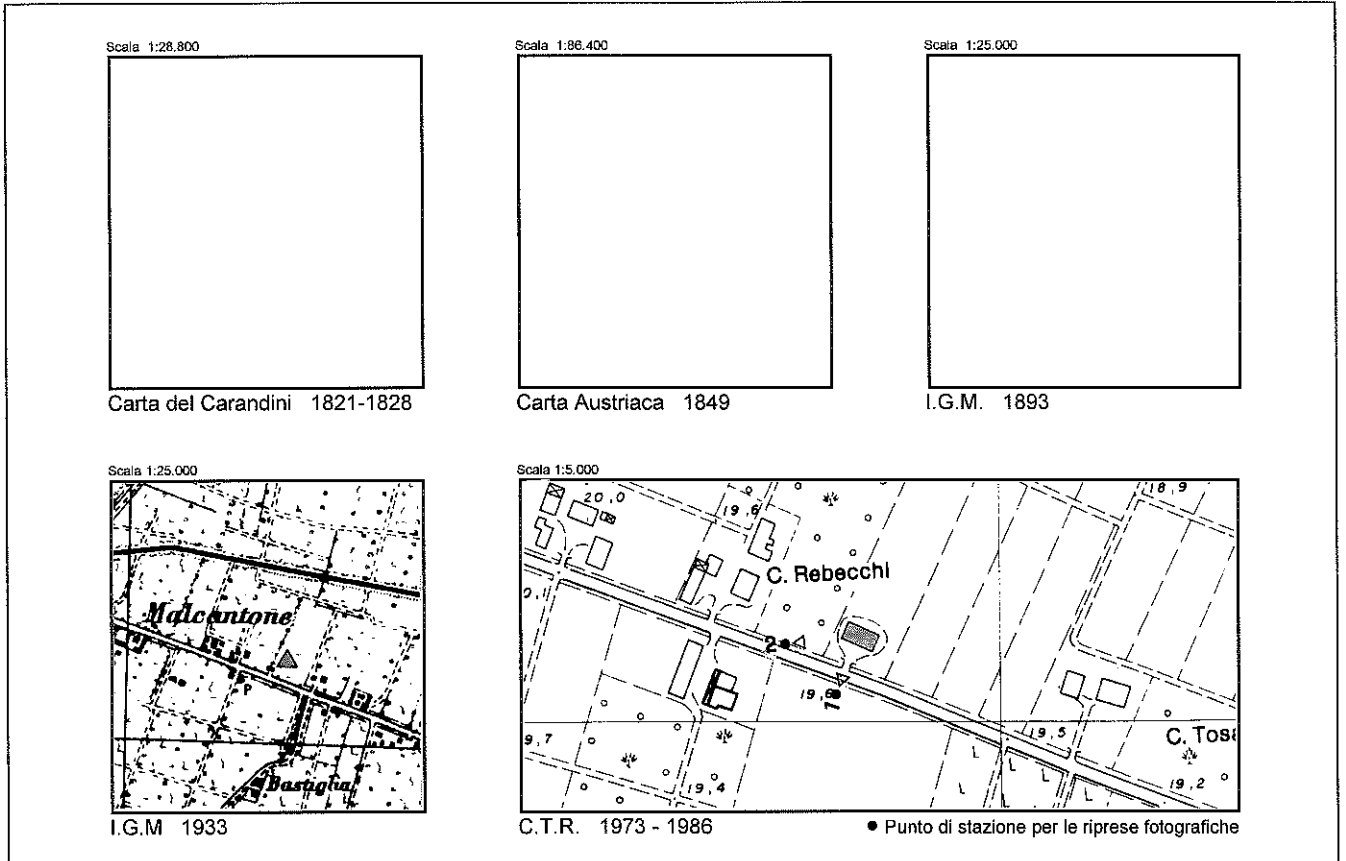 Scala 1:28.800
Scala 1:86.400
Scala 1:25.000
Carta del Carandini 1821-1828
Carta Austriaca 1849
I.G.M. 1893
Scala 1:25.000
Malcantone
P
Bastiglia
I.G.M 1933
Scala 1:5.000
20,0
19,6
18,9
C. Rebecchi
2
19,6
1
9,7
19,4
19,5
C. Tosa
19,2
L
L
L
L
L
C.T.R. 1973 - 1986
● Punto di stazione per le riprese fotografiche